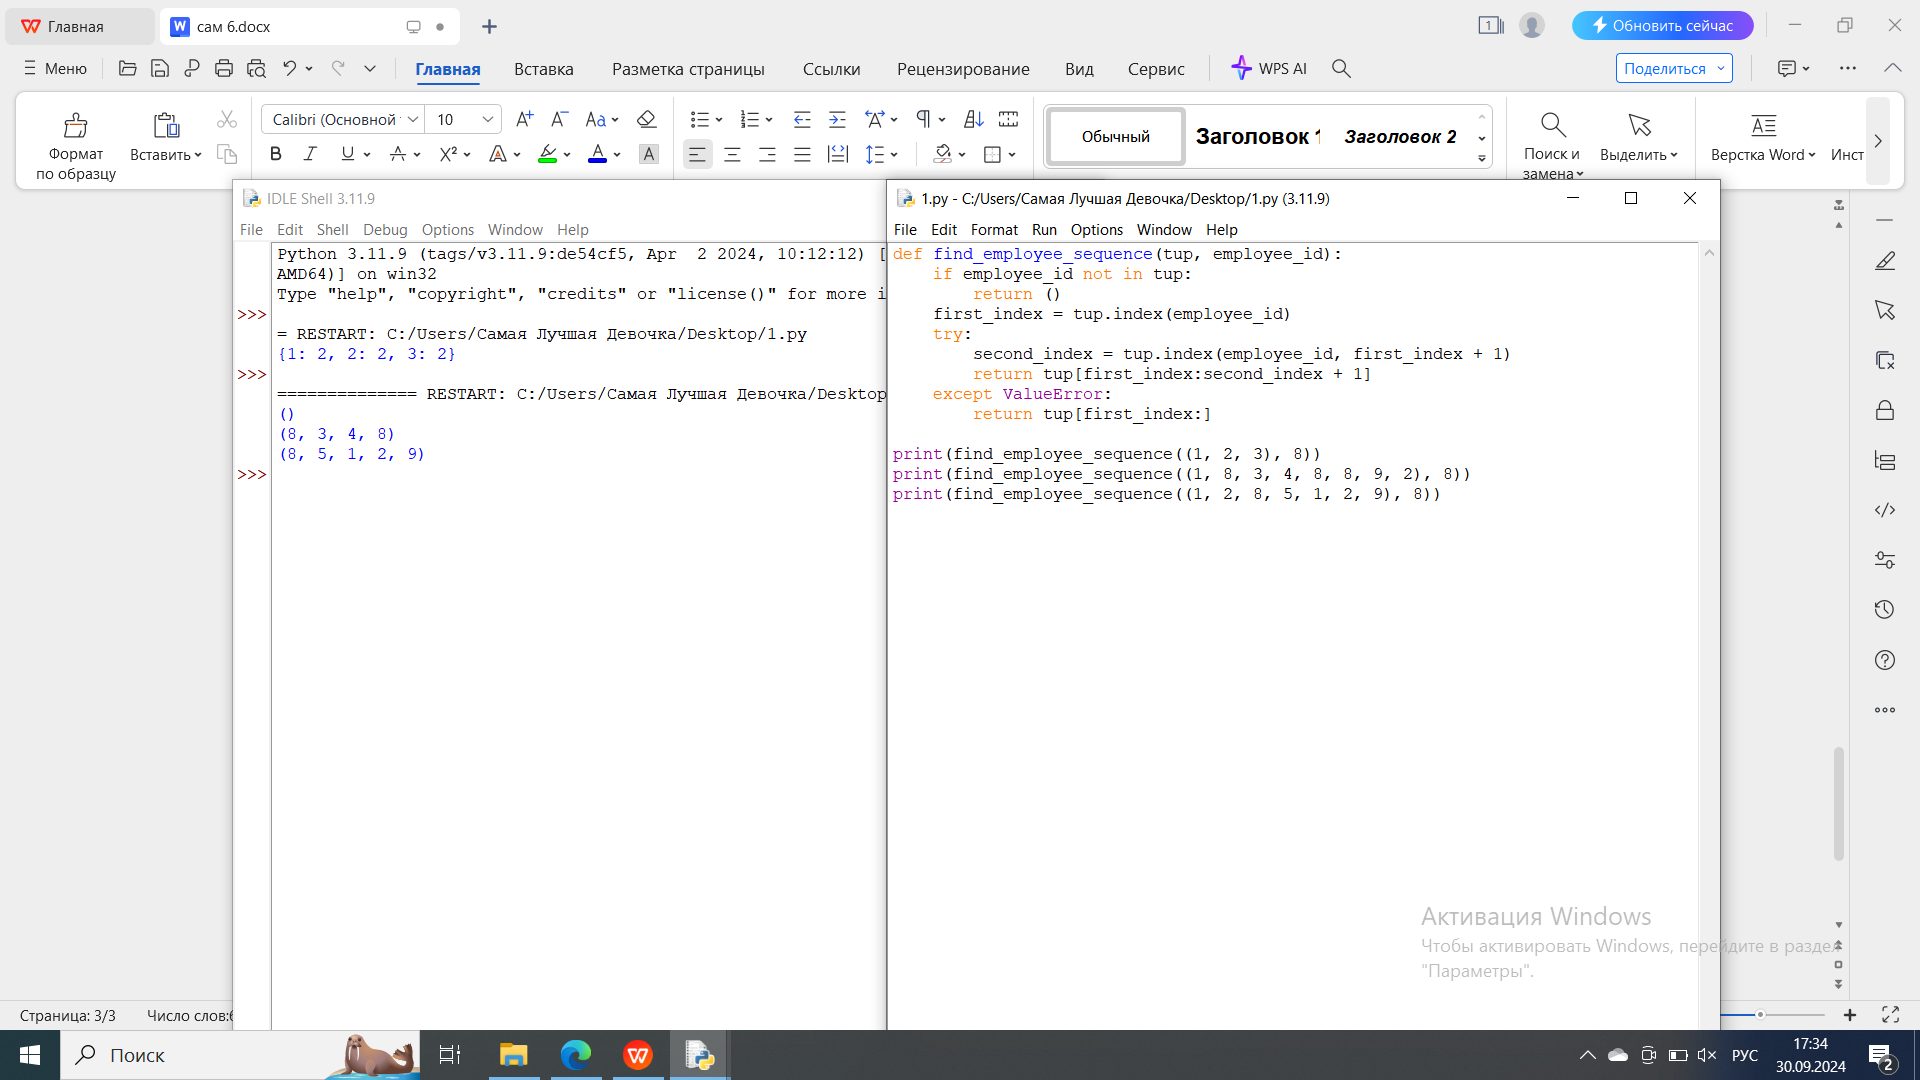 Главная
сам 6.docx
1
Обновить сейчас
Меню
Главная
Вставка
Разметка страницы
Ссылки
Рецензирование
Вид
Сервис
WPS AI
Поделиться
Формат
по образцу
Вставить
Calibri (Основной
10
Обычный
Заголовок 1
Заголовок 2
Поиск и
замена
Выделить
Верстка Word
Инст
IDLE Shell 3.11.9
File Edit Shell Debug Options Window Help
Python 3.11.9 (tags/v3.11.9:de54cf5, Apr  2 2024, 10:12:12) [
AMD64)] on win32
Type "help", "copyright", "credits" or "license()" for more i
>>>
= RESTART: C:/Users/Самая Лучшая Девочка/Desktop/1.py
{1: 2, 2: 2, 3: 2}
>>>
============== RESTART: C:/Users/Самая Лучшая Девочка/Desktop
()
(8, 3, 4, 8)
(8, 5, 1, 2, 9)
>>>
1.py - C:/Users/Самая Лучшая Девочка/Desktop/1.py (3.11.9)
File Edit Format Run Options Window Help
def find_employee_sequence(tup, employee_id):
    if employee_id not in tup:
        return ()
    first_index = tup.index(employee_id)
    try:
        second_index = tup.index(employee_id, first_index + 1)
        return tup[first_index:second_index + 1]
    except ValueError:
        return tup[first_index:]
print(find_employee_sequence((1, 2, 3), 8))
print(find_employee_sequence((1, 8, 3, 4, 8, 8, 9, 2), 8))
print(find_employee_sequence((1, 2, 8, 5, 1, 2, 9), 8))
Активация Windows
Чтобы активировать Windows, перейдите в раздел
"Параметры".
Страница: 3/3
Число слов:
Поиск
РУС
17:34
30.09.2024
2